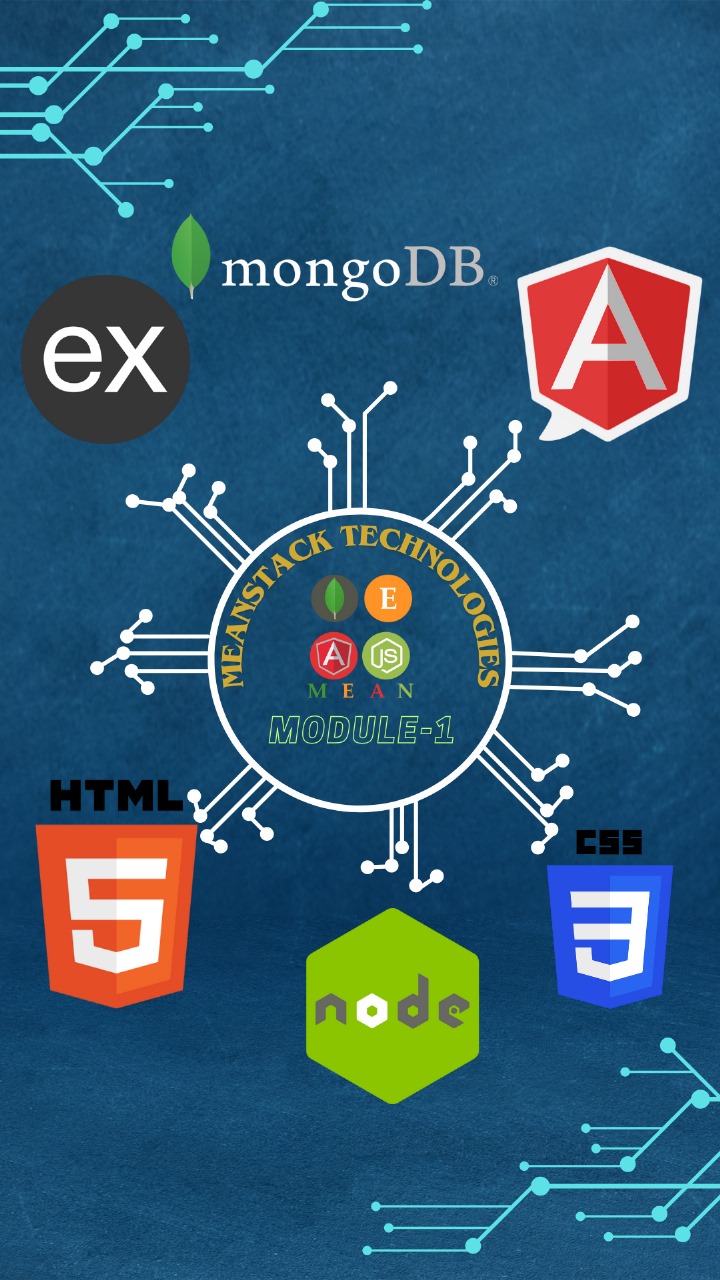 mongoDB®
ex
A
MEANSTACK TECHNOLOGIES
E
A
JS
M E A N
MODULE-1
HTML
5
CSS
3
node